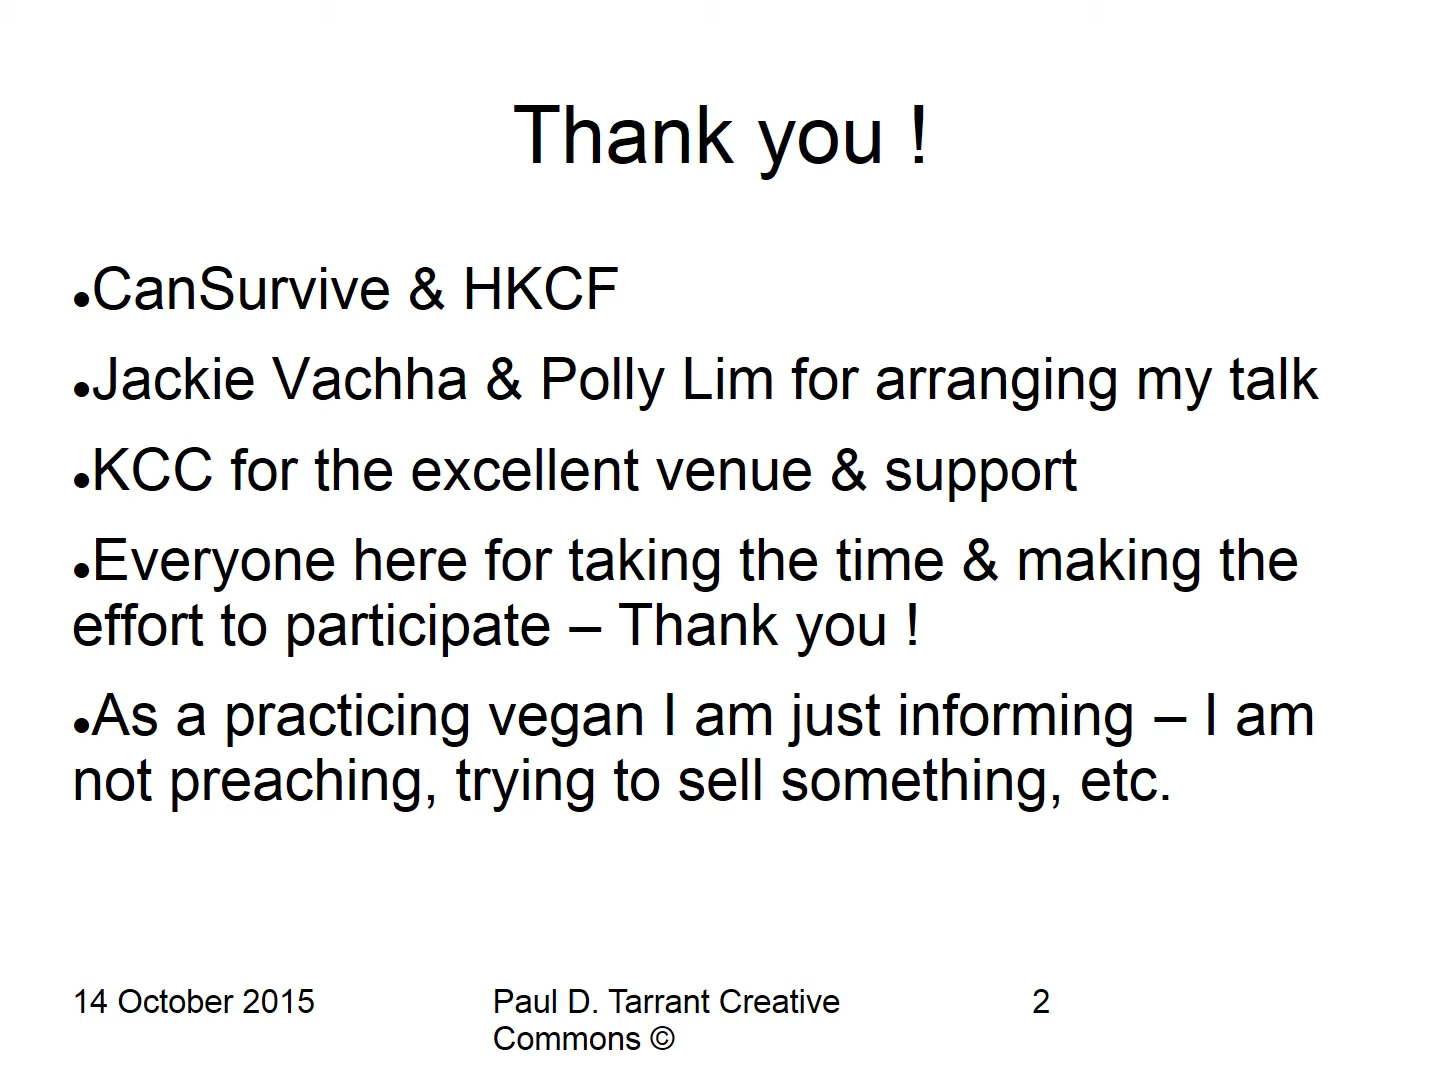 Thank you !
●CanSurvive & HKCF
●Jackie Vachha & Polly Lim for arranging my talk
●KCC for the excellent venue & support
●Everyone here for taking the time & making the
effort to participate – Thank you !
●As a practicing vegan I am just informing – I am
not preaching, trying to sell something, etc.
14 October 2015
Paul D. Tarrant Creative
Commons ©
2